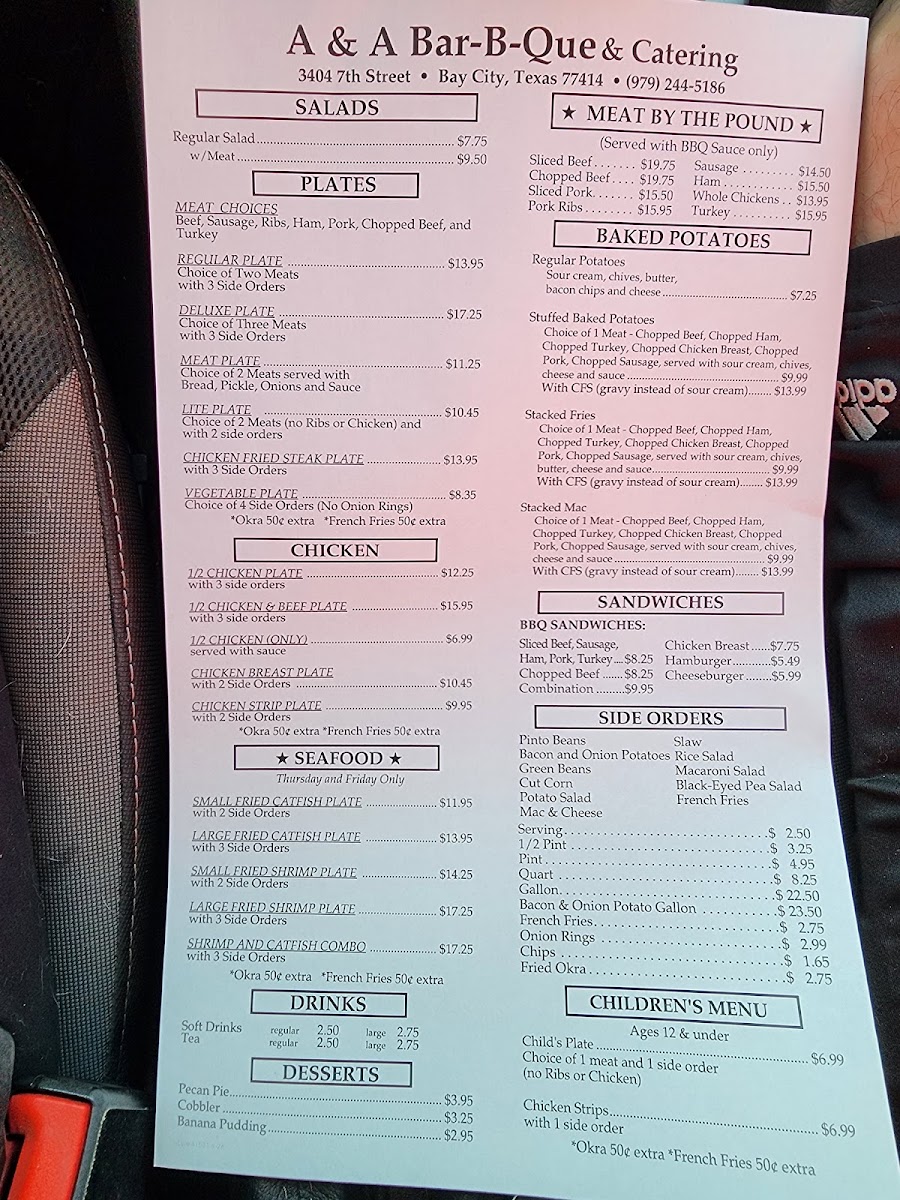 A & A Bar-B-Que & Catering
3404 7th Street • Bay City, Texas 77414 • (979) 244-5186
SALADS
Regular Salad $7.75
w/Meat $9.50
PLATES
MEAT CHOICES
Beef, Sausage, Ribs, Ham, Pork, Chopped Beef, and
Turkey
REGULAR PLATE $13.95
Choice of Two Meats
with 3 Side Orders
DELUXE PLATE $17.25
Choice of Three Meats
with 3 Side Orders
MEAT PLATE $11.25
Choice of 2 Meats served with
Bread, Pickle, Onions and Sauce
LITE PLATE $10.45
Choice of 2 Meats (no Ribs or Chicken) and
with 2 side orders
CHICKEN FRIED STEAK PLATE $13.95
with 3 Side Orders
VEGETABLE PLATE $8.35
Choice of 4 Side Orders (No Onion Rings)
*Okra 50¢ extra *French Fries 50¢ extra
CHICKEN
1/2 CHICKEN PLATE $12.25
with 3 side orders
1/2 CHICKEN & BEEF PLATE $15.95
with 3 side orders
1/2 CHICKEN (ONLY) $6.99
served with sauce
CHICKEN BREAST PLATE
with 2 Side Orders $10.45
CHICKEN STRIP PLATE $9.95
with 2 Side Orders
*Okra 50¢ extra *French Fries 50¢ extra
★ SEAFOOD ★
Thursday and Friday Only
SMALL FRIED CATFISH PLATE $11.95
with 2 Side Orders
LARGE FRIED CATFISH PLATE $13.95
with 3 Side Orders
SMALL FRIED SHRIMP PLATE $14.25
with 2 Side Orders
LARGE FRIED SHRIMP PLATE $17.25
with 3 Side Orders
SHRIMP AND CATFISH COMBO $17.25
with 3 Side Orders
*Okra 50¢ extra *French Fries 50¢ extra
DRINKS
Soft Drinks regular 2.50 large 2.75
Tea regular 2.50 large 2.75
DESSERTS
Pecan Pie $3.95
Cobbler $3.25
Banana Pudding $2.95
★ MEAT BY THE POUND ★
(Served with BBQ Sauce only)
Sliced Beef $19.75 Sausage $14.50
Chopped Beef $19.75 Ham $15.50
Sliced Pork $15.50 Whole Chickens $13.95
Pork Ribs $15.95 Turkey $15.95
BAKED POTATOES
Regular Potatoes
Sour cream, chives, butter,
bacon chips and cheese $7.25
Stuffed Baked Potatoes
Choice of 1 Meat - Chopped Beef, Chopped Ham,
Chopped Turkey, Chopped Chicken Breast, Chopped
Pork, Chopped Sausage, served with sour cream, chives,
cheese and sauce $9.99
With CFS (gravy instead of sour cream) $13.99
Stacked Fries
Choice of 1 Meat - Chopped Beef, Chopped Ham,
Chopped Turkey, Chopped Chicken Breast, Chopped
Pork, Chopped Sausage, served with sour cream, chives,
butter, cheese and sauce $9.99
With CFS (gravy instead of sour cream) $13.99
Stacked Mac
Choice of 1 Meat - Chopped Beef, Chopped Ham,
Chopped Turkey, Chopped Chicken Breast, Chopped
Pork, Chopped Sausage, served with sour cream, chives,
cheese and sauce $9.99
With CFS (gravy instead of sour cream) $13.99
SANDWICHES
BBQ SANDWICHES:
Sliced Beef, Sausage,
Ham, Pork, Turkey $8.25
Chopped Beef $8.25
Combination $9.95
Chicken Breast $7.75
Hamburger $5.49
Cheeseburger $5.99
SIDE ORDERS
Pinto Beans
Bacon and Onion Potatoes
Green Beans
Cut Corn
Potato Salad
Mac & Cheese
Slaw
Rice Salad
Macaroni Salad
Black-Eyed Pea Salad
French Fries
Serving $ 2.50
1/2 Pint $ 3.25
Pint $ 4.95
Quart $ 8.25
Gallon $ 22.50
Bacon & Onion Potato Gallon $ 23.50
French Fries $ 2.75
Onion Rings $ 2.99
Chips $ 1.65
Fried Okra $ 2.75
CHILDREN'S MENU
Ages 12 & under
Child's Plate $6.99
Choice of 1 meat and 1 side order
(no Ribs or Chicken)
Chicken Strips $6.99
with 1 side order
*Okra 50¢ extra *French Fries 50¢ extra
adid